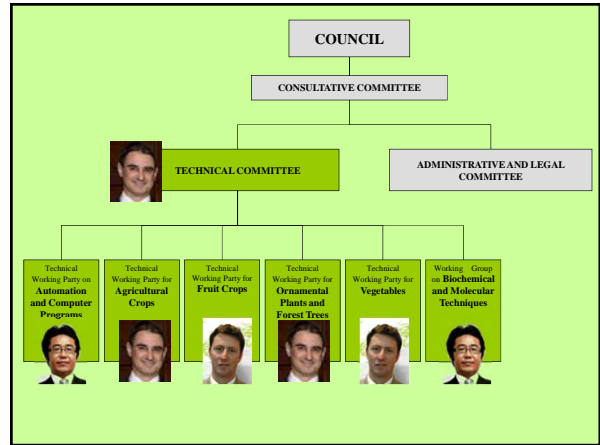 COUNCIL
CONSULTATIVE COMMITTEE
TECHNICAL COMMITTEE
ADMINISTRATIVE AND LEGAL
COMMITTEE
Technical
Working Party on
Automation
and Computer
Programs
Technical
Working Party for
Agricultural
Crops
Technical
Working Party for
Fruit Crops
Technical
Working Party for
Ornamental
Plants and
Forest Trees
Technical
Working Party for
Vegetables
Working Group
on Biochemical
and Molecular
Techniques